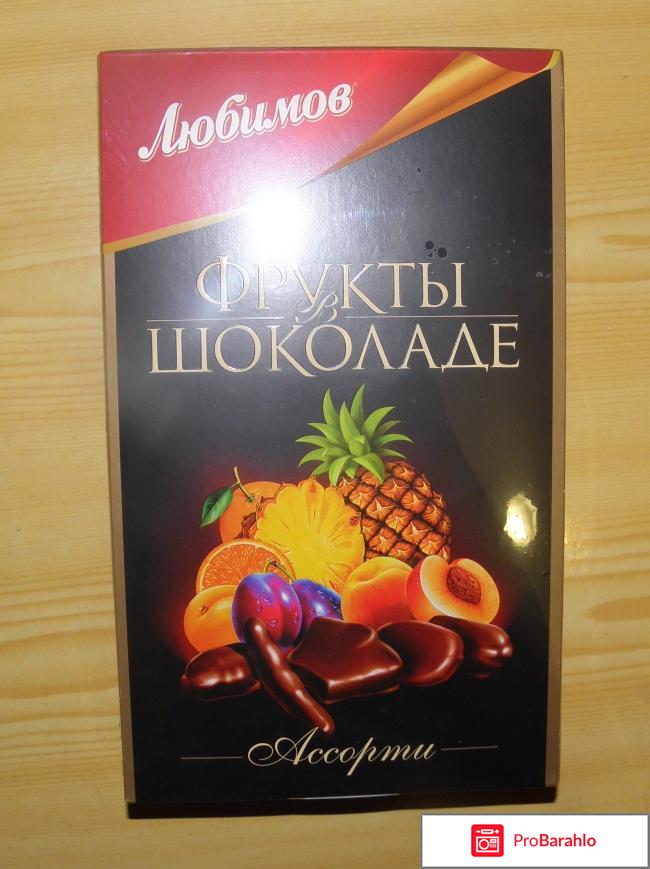 Любимов
ФРУКТЫ
В
ШОКОЛАДЕ
Ассорти
ProBarahlo